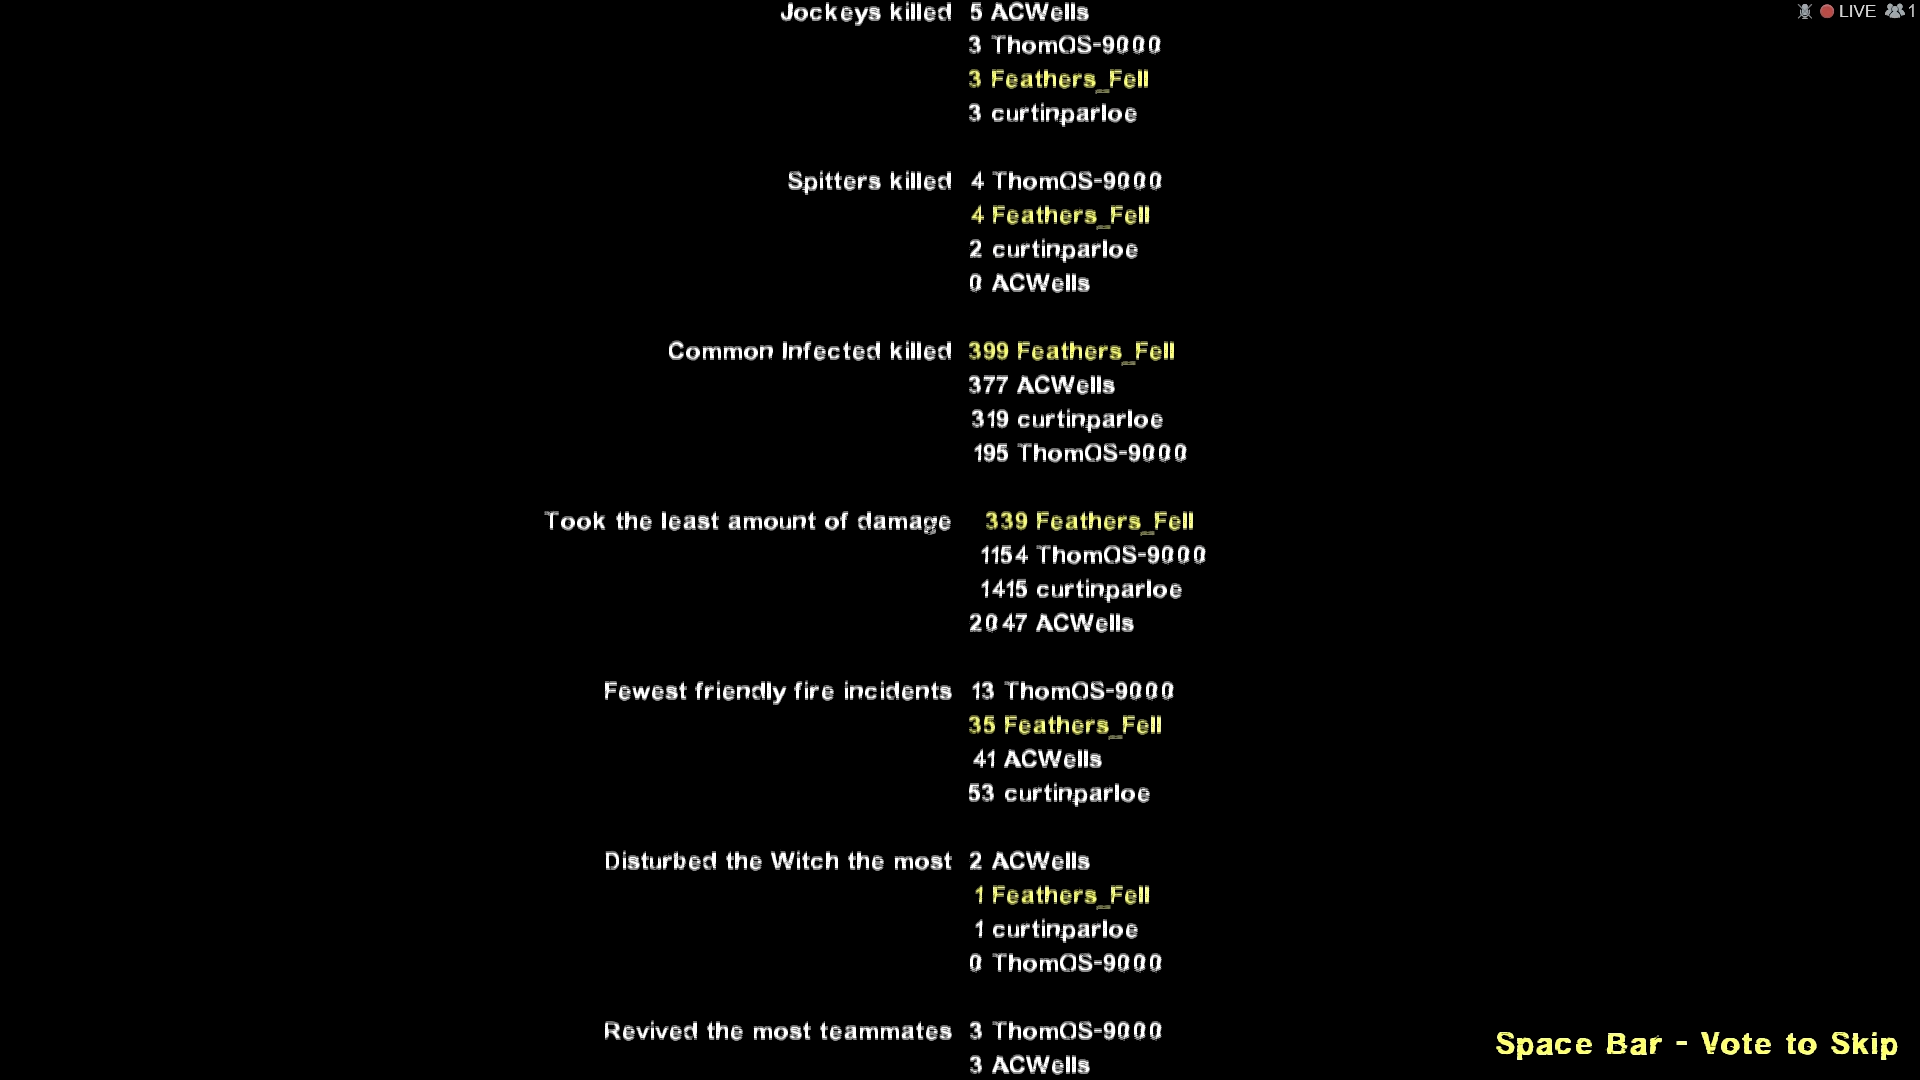 Jockeys killed 5 ACWells
LIVE 1
3 ThomOS-9000
3 Feathers_Fell
3 curtinparloe
Spitters killed 4 ThomOS-9000
4 Feathers_Fell
2 curtinparloe
0 ACWells
Common Infected killed 399 Feathers_Fell
377 ACWells
319 curtinparloe
195 ThomOS-9000
Took the least amount of damage 339 Feathers_Fell
1154 ThomOS-9000
1415 curtinparloe
2047 ACWells
Fewest friendly fire incidents 13 ThomOS-9000
35 Feathers_Fell
41 ACWells
53 curtinparloe
Disturbed the Witch the most 2 ACWells
1 Feathers_Fell
1 curtinparloe
0 ThomOS-9000
Revived the most teammates 3 ThomOS-9000
3 ACWells
Space Bar - Vote to Skip